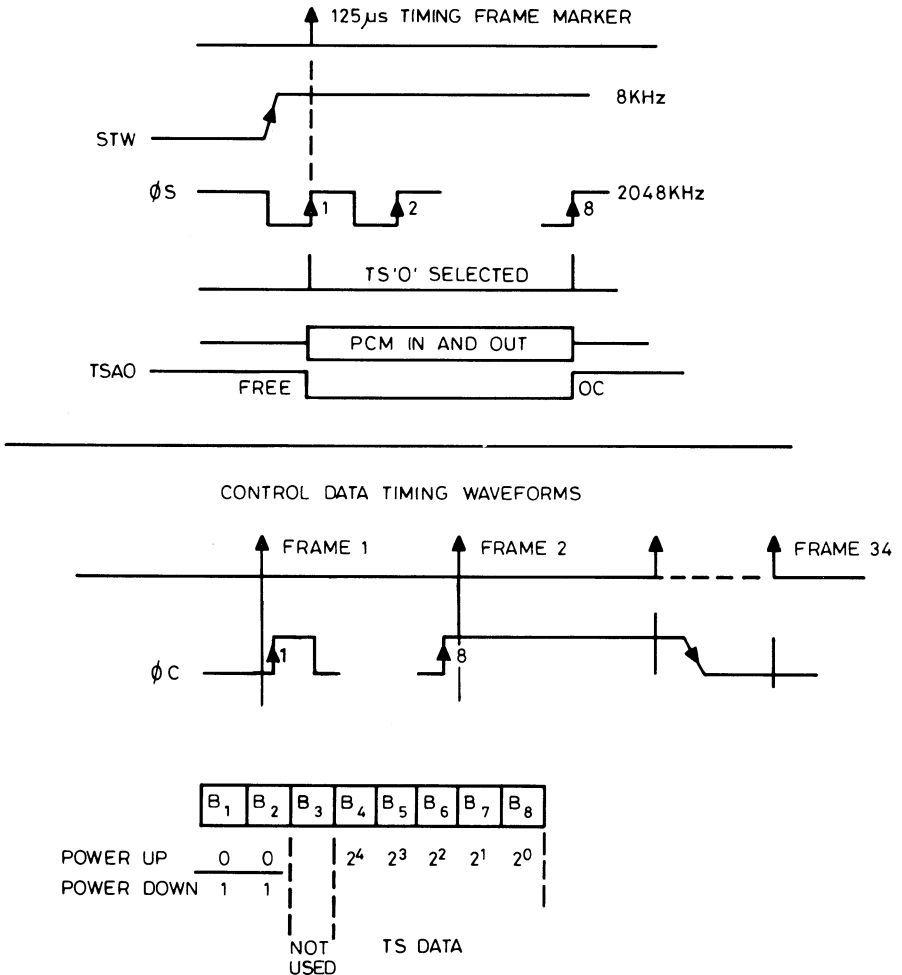 125µs TIMING FRAME MARKER
8KHz
STW
øS
1
2
8
2048KHz
TS'O' SELECTED
PCM IN AND OUT
TSAO
FREE
OC
CONTROL DATA TIMING WAVEFORMS
FRAME 1
FRAME 2
FRAME 34
øC
1
8
B₁ B₂ B₃ B₄ B₅ B₆ B₇ B₈
POWER UP 0 0 2⁴ 2³ 2² 2¹ 2⁰
POWER DOWN 1 1
NOT
USED
TS DATA